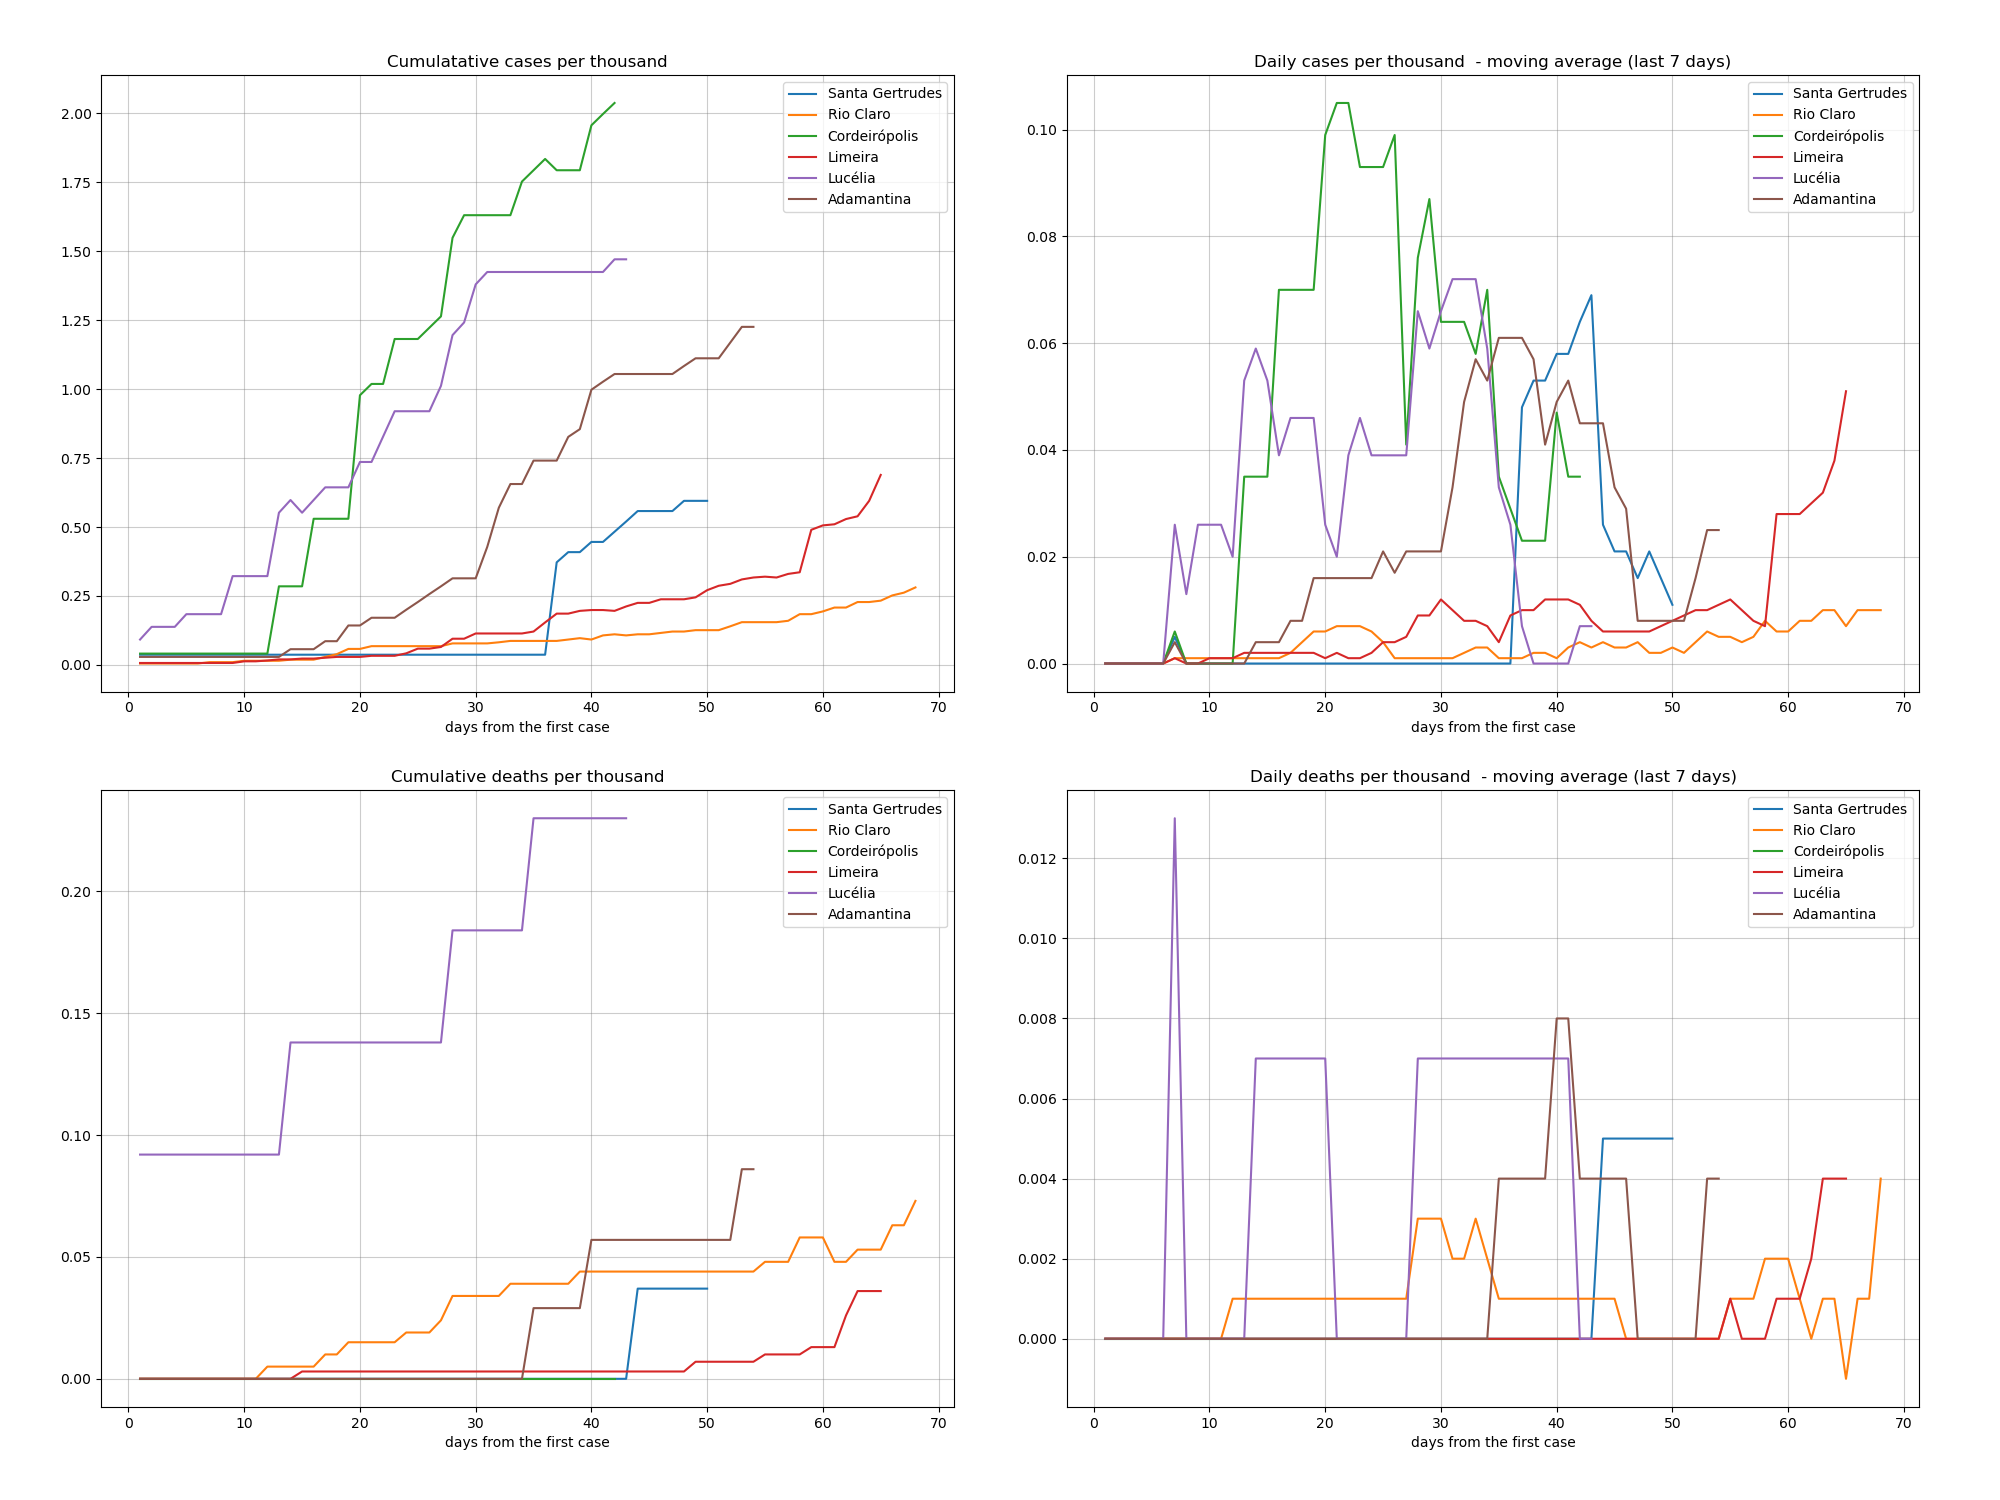 Cumulatative cases per thousand
2.00
1.75
1.50
1.25
1.00
0.75
0.50
0.25
0.00
0 10 20 30 40 50 60 70
days from the first case
Santa Gertrudes
Rio Claro
Cordeirópolis
Limeira
Lucélia
Adamantina
Daily cases per thousand - moving average (last 7 days)
0.10
0.08
0.06
0.04
0.02
0.00
0 10 20 30 40 50 60 70
days from the first case
Santa Gertrudes
Rio Claro
Cordeirópolis
Limeira
Lucélia
Adamantina
Cumulative deaths per thousand
0.20
0.15
0.10
0.05
0.00
0 10 20 30 40 50 60 70
days from the first case
Santa Gertrudes
Rio Claro
Cordeirópolis
Limeira
Lucélia
Adamantina
Daily deaths per thousand - moving average (last 7 days)
0.012
0.010
0.008
0.006
0.004
0.002
0.000
0 10 20 30 40 50 60 70
days from the first case
Santa Gertrudes
Rio Claro
Cordeirópolis
Limeira
Lucélia
Adamantina